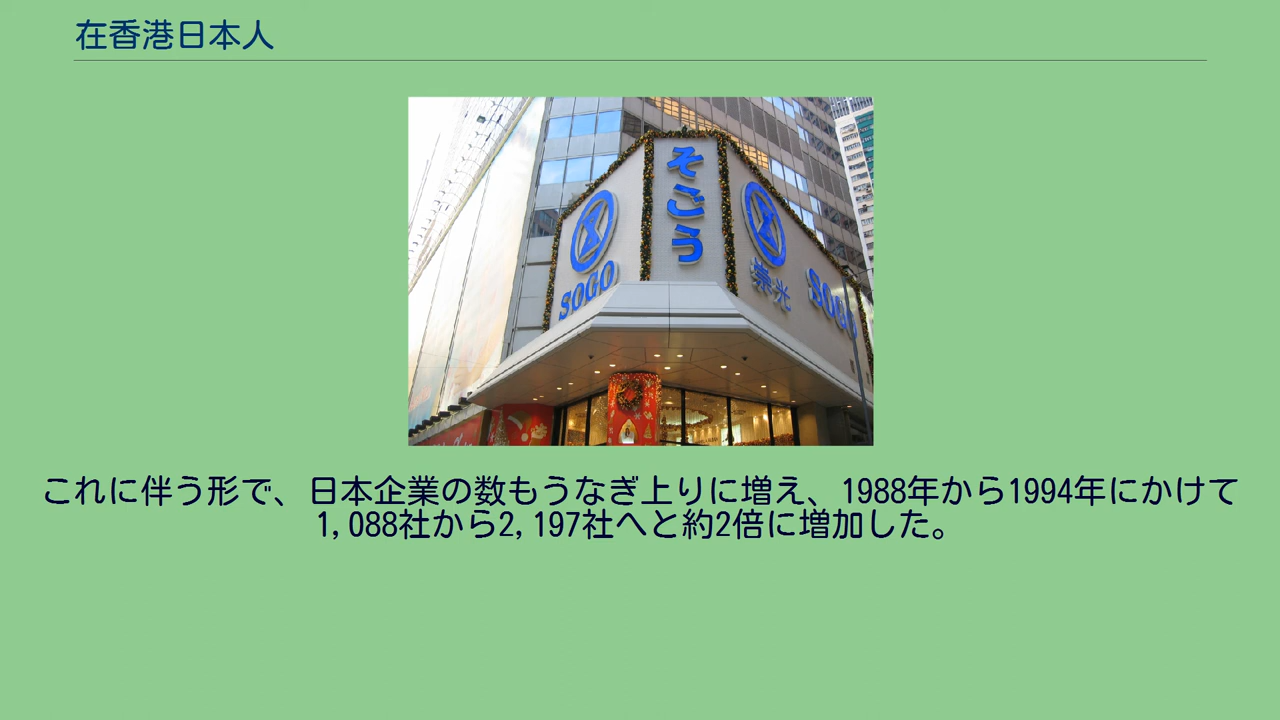 在香港日本人
そごう
SOGO
崇光
SOGO
これに伴う形で、日本企業の数もうなぎ上りに増え、1988年から1994年にかけて
1,088社から2,197社へと約2倍に増加した。